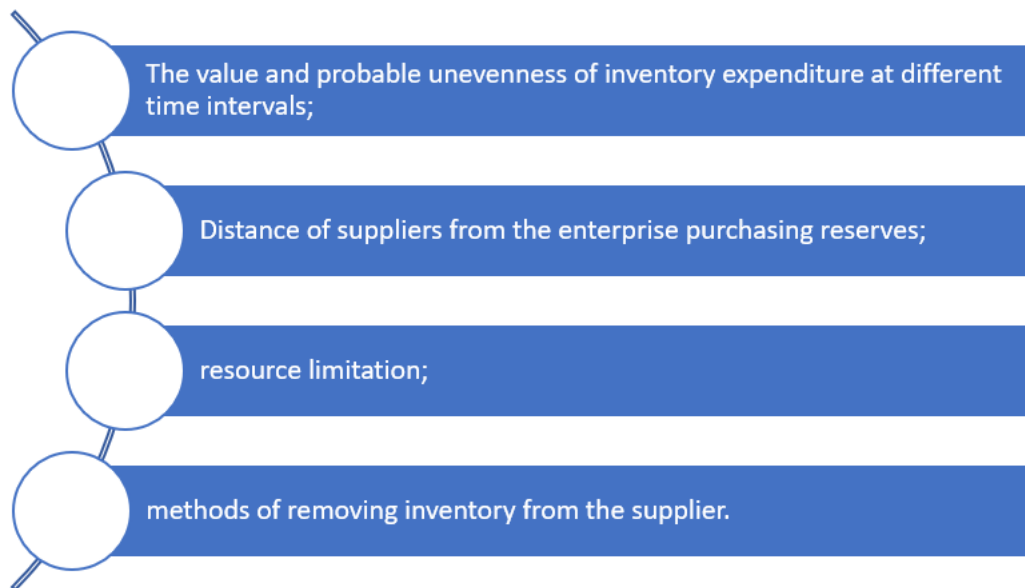 The value and probable unevenness of inventory expenditure at different
time intervals;
Distance of suppliers from the enterprise purchasing reserves;
resource limitation;
methods of removing inventory from the supplier.